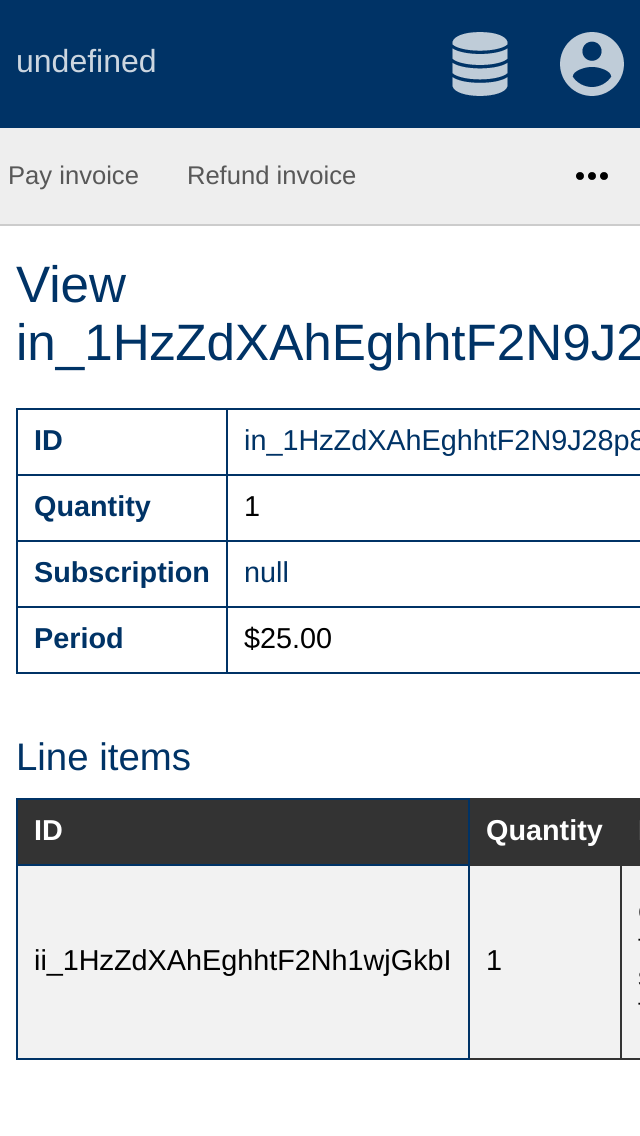 undefined
Pay invoice Refund invoice
View
in_1HzZdXAhEghhtF2N9J2
ID in_1HzZdXAhEghhtF2N9J28p8
Quantity 1
Subscription null
Period $25.00
Line items
ID Quantity
ii_1HzZdXAhEghhtF2Nh1wjGkbI 1